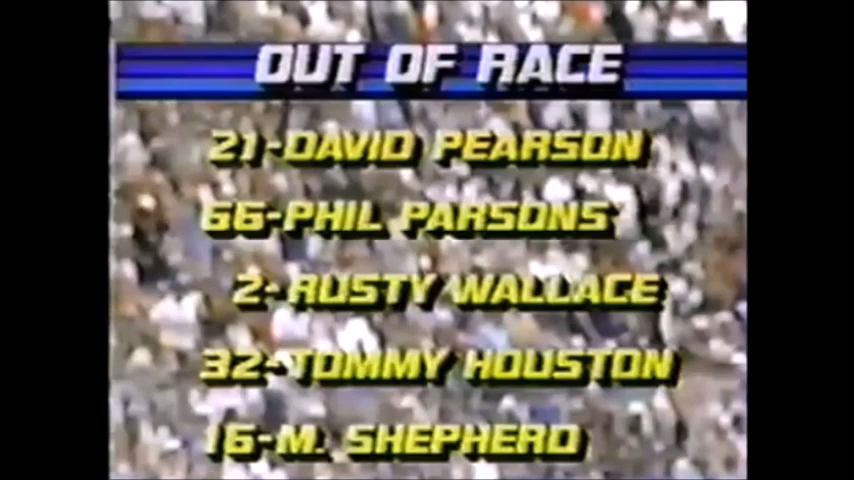 OUT OF RACE
21-DAVID PEARSON
66-PHIL PARSONS
2-RUSTY WALLACE
32-TOMMY HOUSTON
16-M. SHEPHERD